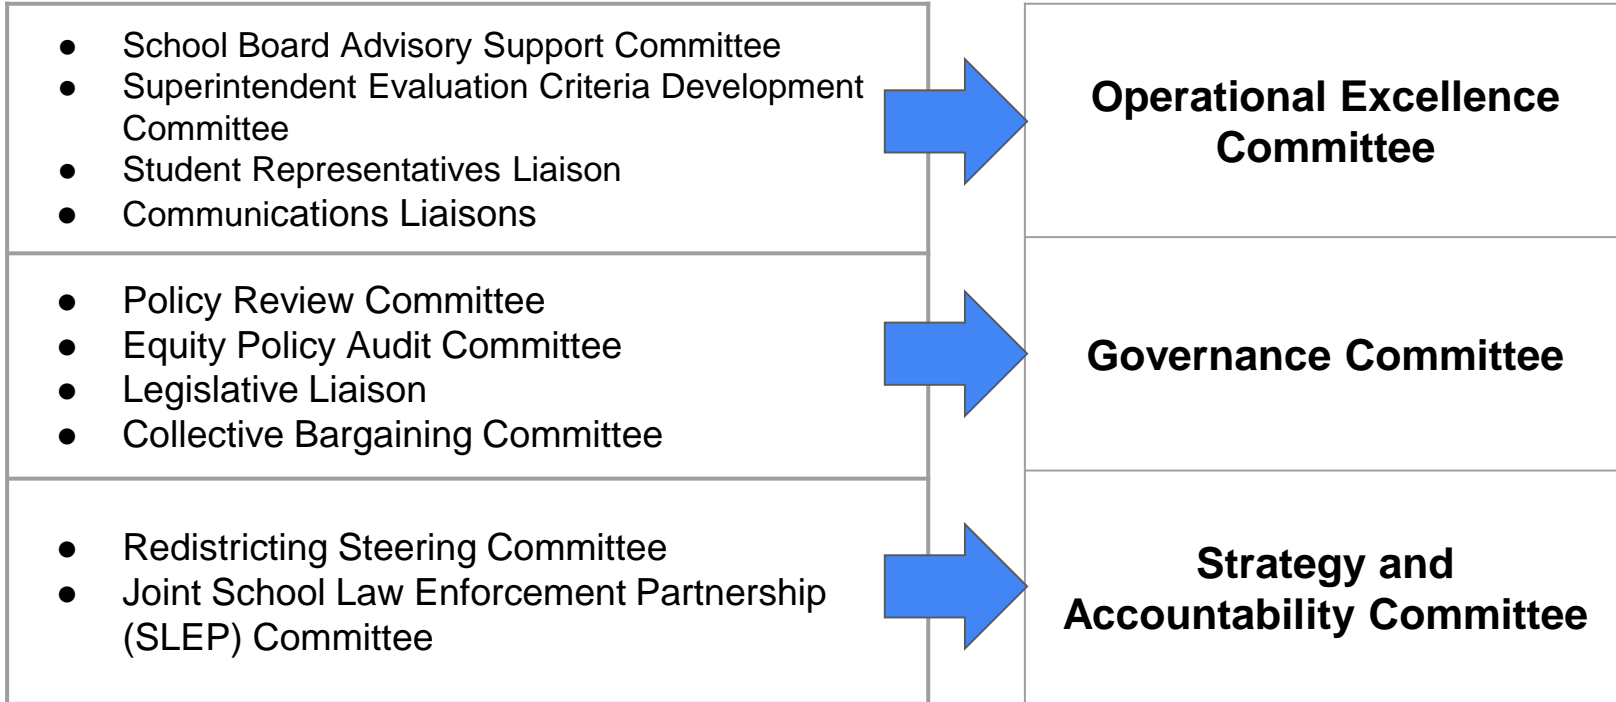 ● School Board Advisory Support Committee
● Superintendent Evaluation Criteria Development
Committee
● Student Representatives Liaison
● Communications Liaisons
Operational Excellence
Committee
● Policy Review Committee
● Equity Policy Audit Committee
● Legislative Liaison
● Collective Bargaining Committee
Governance Committee
● Redistricting Steering Committee
● Joint School Law Enforcement Partnership
(SLEP) Committee
Strategy and
Accountability Committee